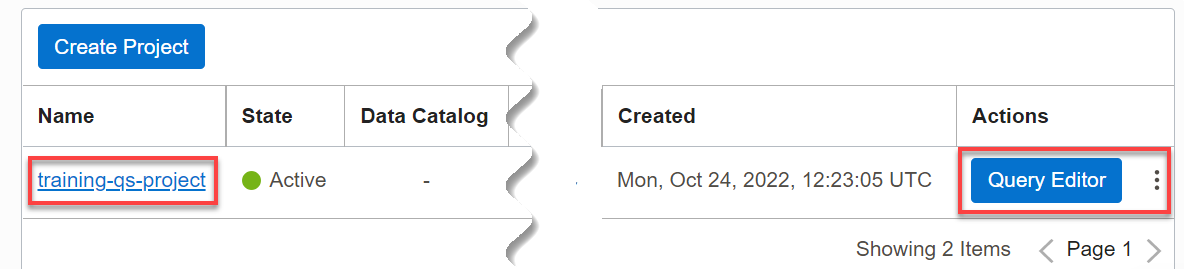 Create Project
Name State Data Catalog Created Actions
training-qs-project Active - Mon, Oct 24, 2022, 12:23:05 UTC Query Editor
Showing 2 Items Page 1